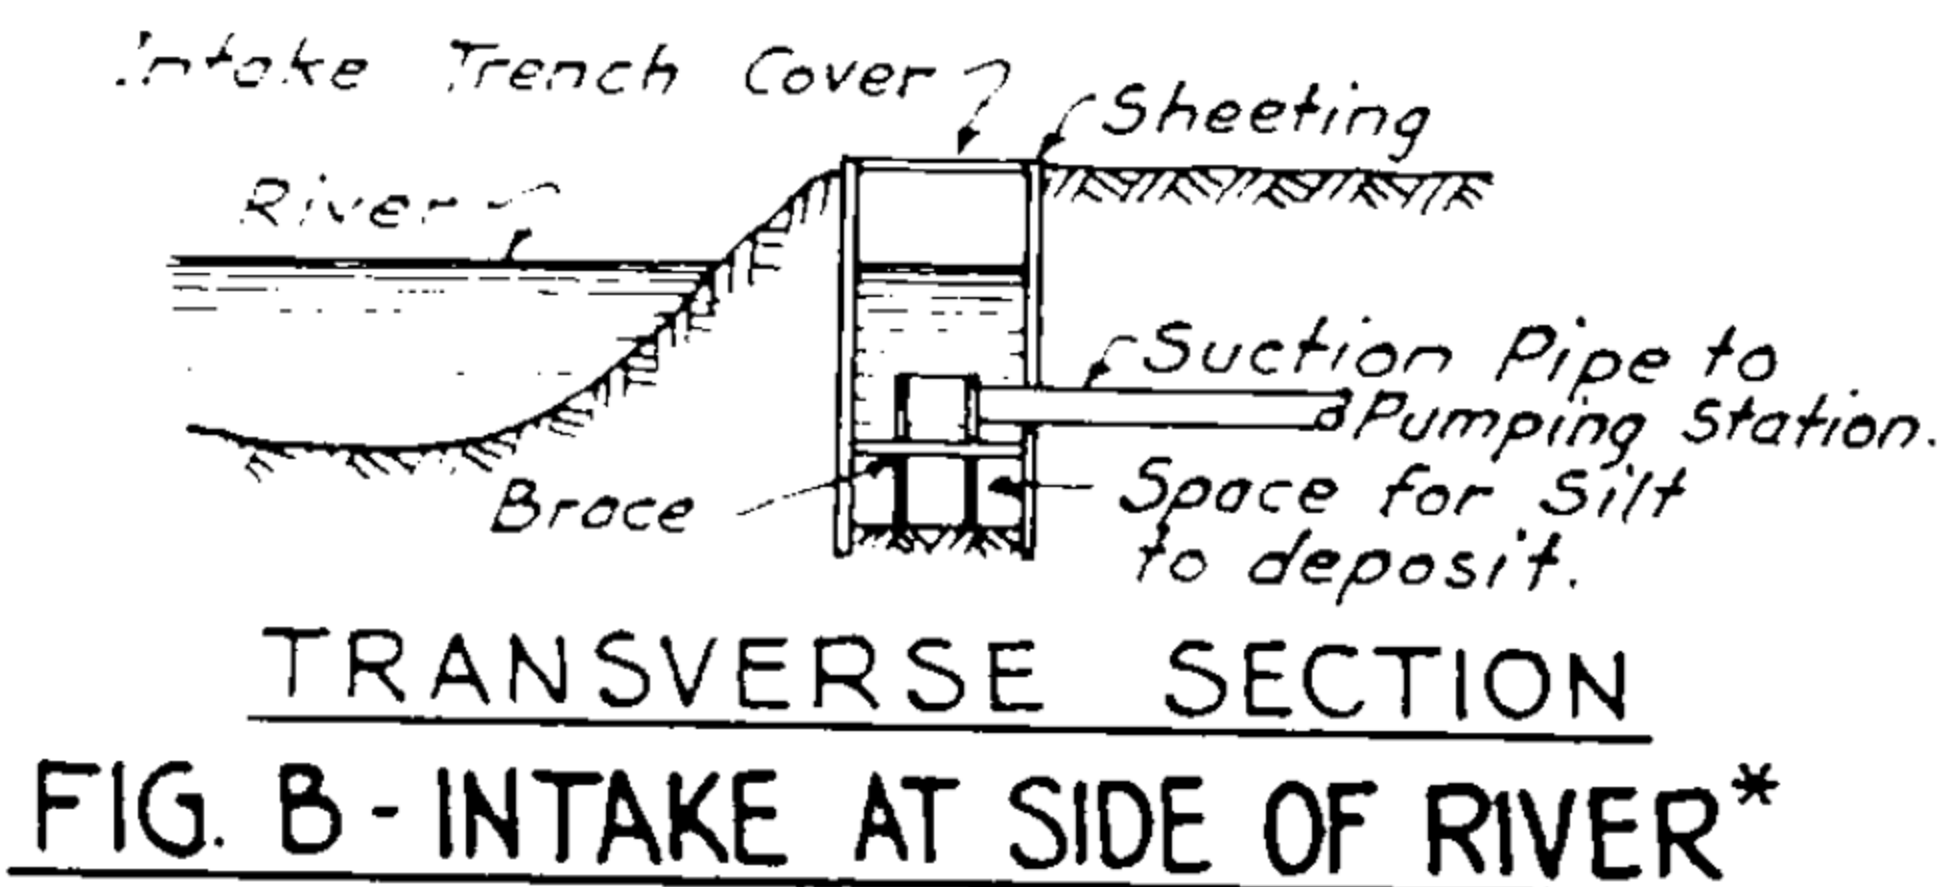 Intake Trench Cover
Sheeting
River
Suction Pipe to
Pumping Station.
Brace
Space for Silt
to deposit.
TRANSVERSE SECTION
FIG. B - INTAKE AT SIDE OF RIVER*